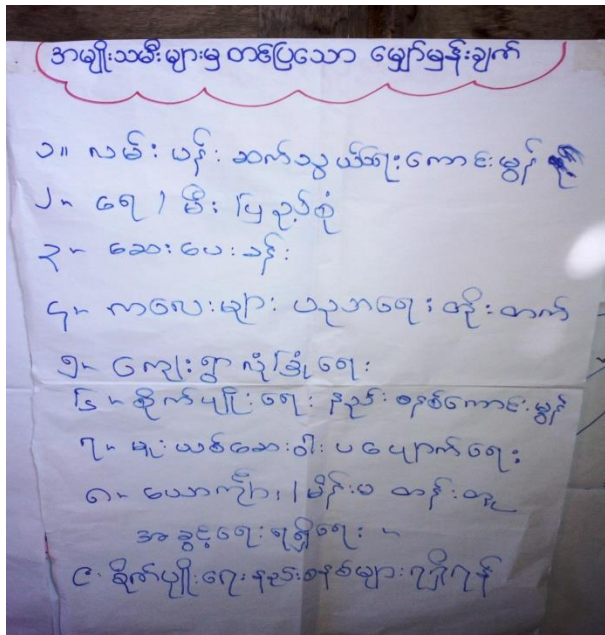 အမျိုးသမီးများမှ တင်ပြသော မျှော်မှန်းချက်
၁။ လမ်း ပန်း ဆက်သွယ်ရေးကောင်းမွန်
၂။ ရေ / မီး ပြည့်စုံ
၃။ ဆေးပေးခန်း
၄။ ကလေးများ ပညာရေး တိုးတက်
၅။ ကျေးရွာ လုံခြုံရေး
၆။ စိုက်ပျိုးရေး နည်းစနစ်ကောင်းမွန်
၇။ မူးယစ်ဆေးဝါး ပပျောက်ရေး
၈။ ယောကျာ်း / မိန်းမ တန်းတူ
အခွင့်ရေးရရှိရေး ။
၉. စိုက်ပျိုးရေးနည်းစနစ်များရရှိရန်